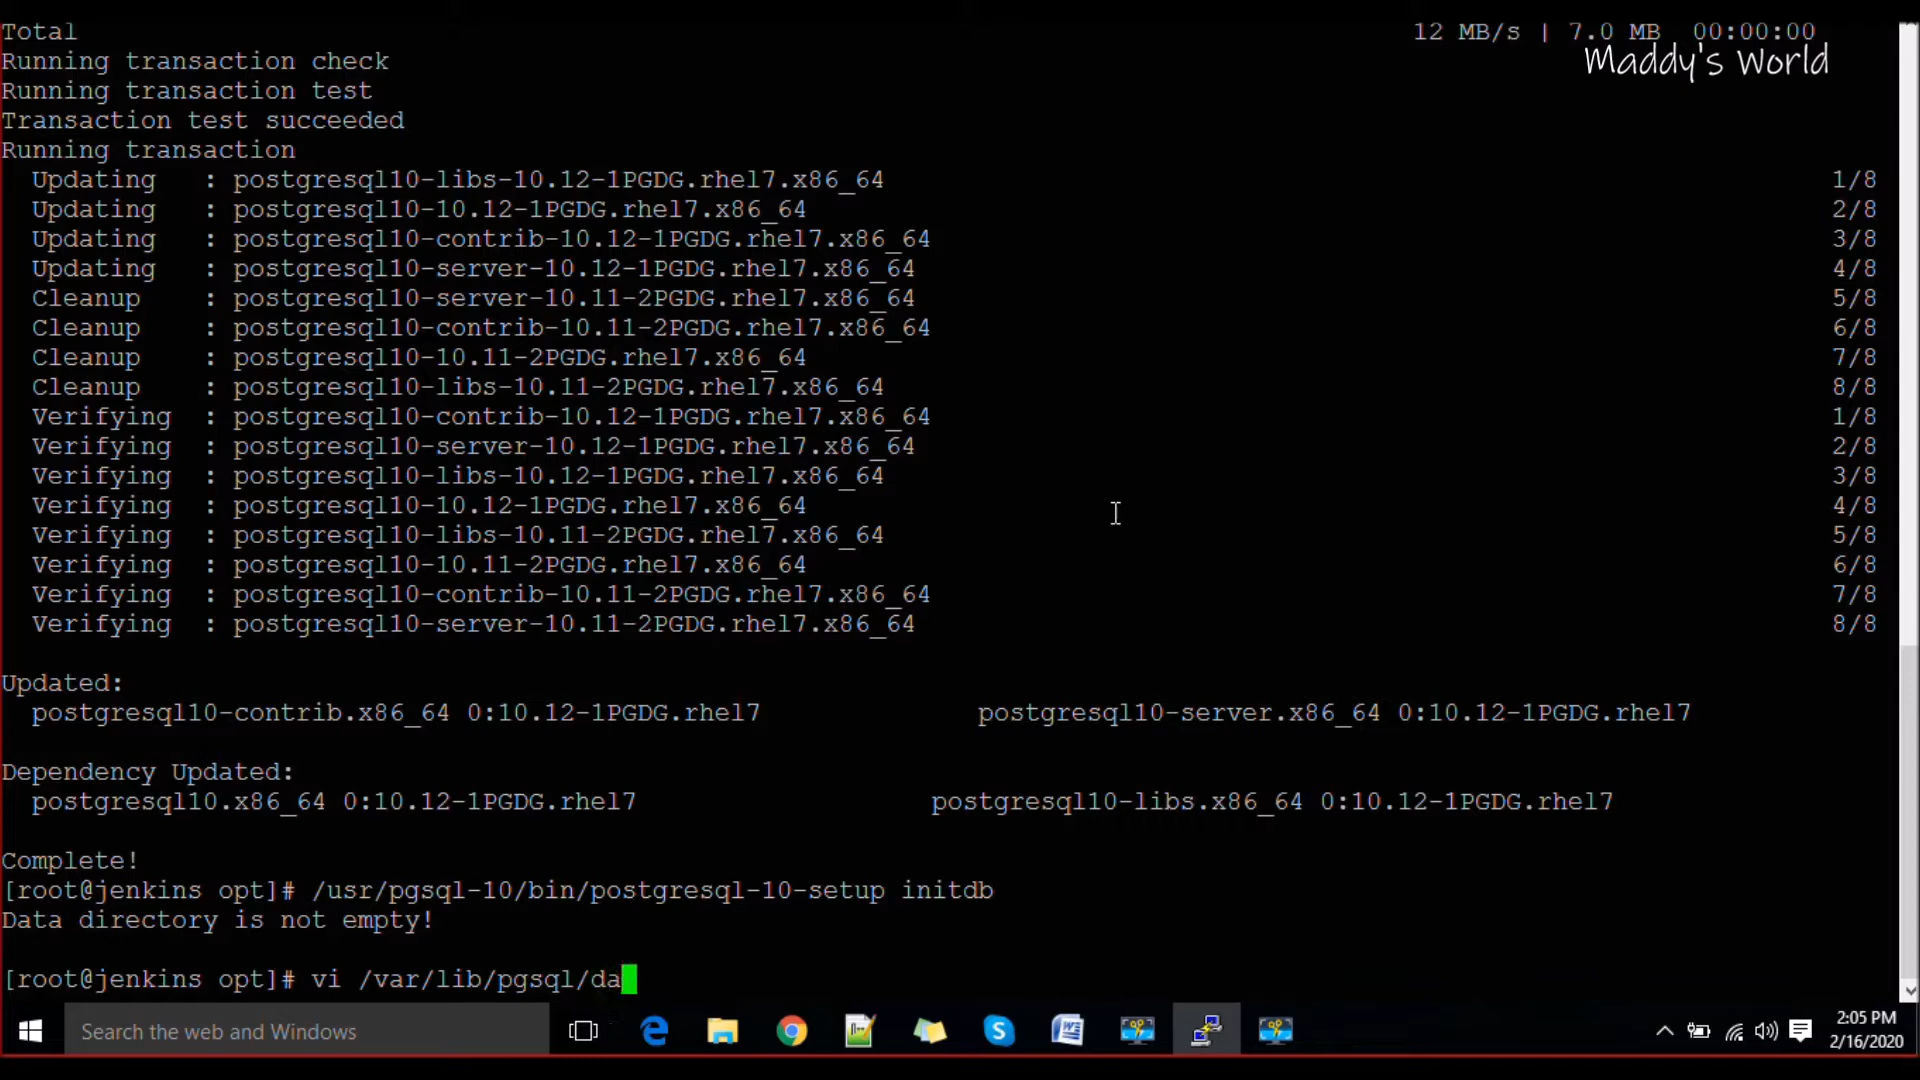 Total 12 MB/s | 7.0 MB 00:00:00
Maddy's World
Running transaction check
Running transaction test
Transaction test succeeded
Running transaction
Updating : postgresql10-libs-10.12-1PGDG.rhel7.x86_64 1/8
Updating : postgresql10-10.12-1PGDG.rhel7.x86_64 2/8
Updating : postgresql10-contrib-10.12-1PGDG.rhel7.x86_64 3/8
Updating : postgresql10-server-10.12-1PGDG.rhel7.x86_64 4/8
Cleanup : postgresql10-server-10.11-2PGDG.rhel7.x86_64 5/8
Cleanup : postgresql10-contrib-10.11-2PGDG.rhel7.x86_64 6/8
Cleanup : postgresql10-10.11-2PGDG.rhel7.x86_64 7/8
Cleanup : postgresql10-libs-10.11-2PGDG.rhel7.x86_64 8/8
Verifying : postgresql10-contrib-10.12-1PGDG.rhel7.x86_64 1/8
Verifying : postgresql10-server-10.12-1PGDG.rhel7.x86_64 2/8
Verifying : postgresql10-libs-10.12-1PGDG.rhel7.x86_64 3/8
Verifying : postgresql10-10.12-1PGDG.rhel7.x86_64 4/8
Verifying : postgresql10-libs-10.11-2PGDG.rhel7.x86_64 5/8
Verifying : postgresql10-10.11-2PGDG.rhel7.x86_64 6/8
Verifying : postgresql10-contrib-10.11-2PGDG.rhel7.x86_64 7/8
Verifying : postgresql10-server-10.11-2PGDG.rhel7.x86_64 8/8
Updated:
postgresql10-contrib.x86_64 0:10.12-1PGDG.rhel7 postgresql10-server.x86_64 0:10.12-1PGDG.rhel7
Dependency Updated:
postgresql10.x86_64 0:10.12-1PGDG.rhel7 postgresql10-libs.x86_64 0:10.12-1PGDG.rhel7
Complete!
[root@jenkins opt]# /usr/pgsql-10/bin/postgresql-10-setup initdb
Data directory is not empty!
[root@jenkins opt]# vi /var/lib/pgsql/da
Search the web and Windows
2:05 PM
2/16/2020